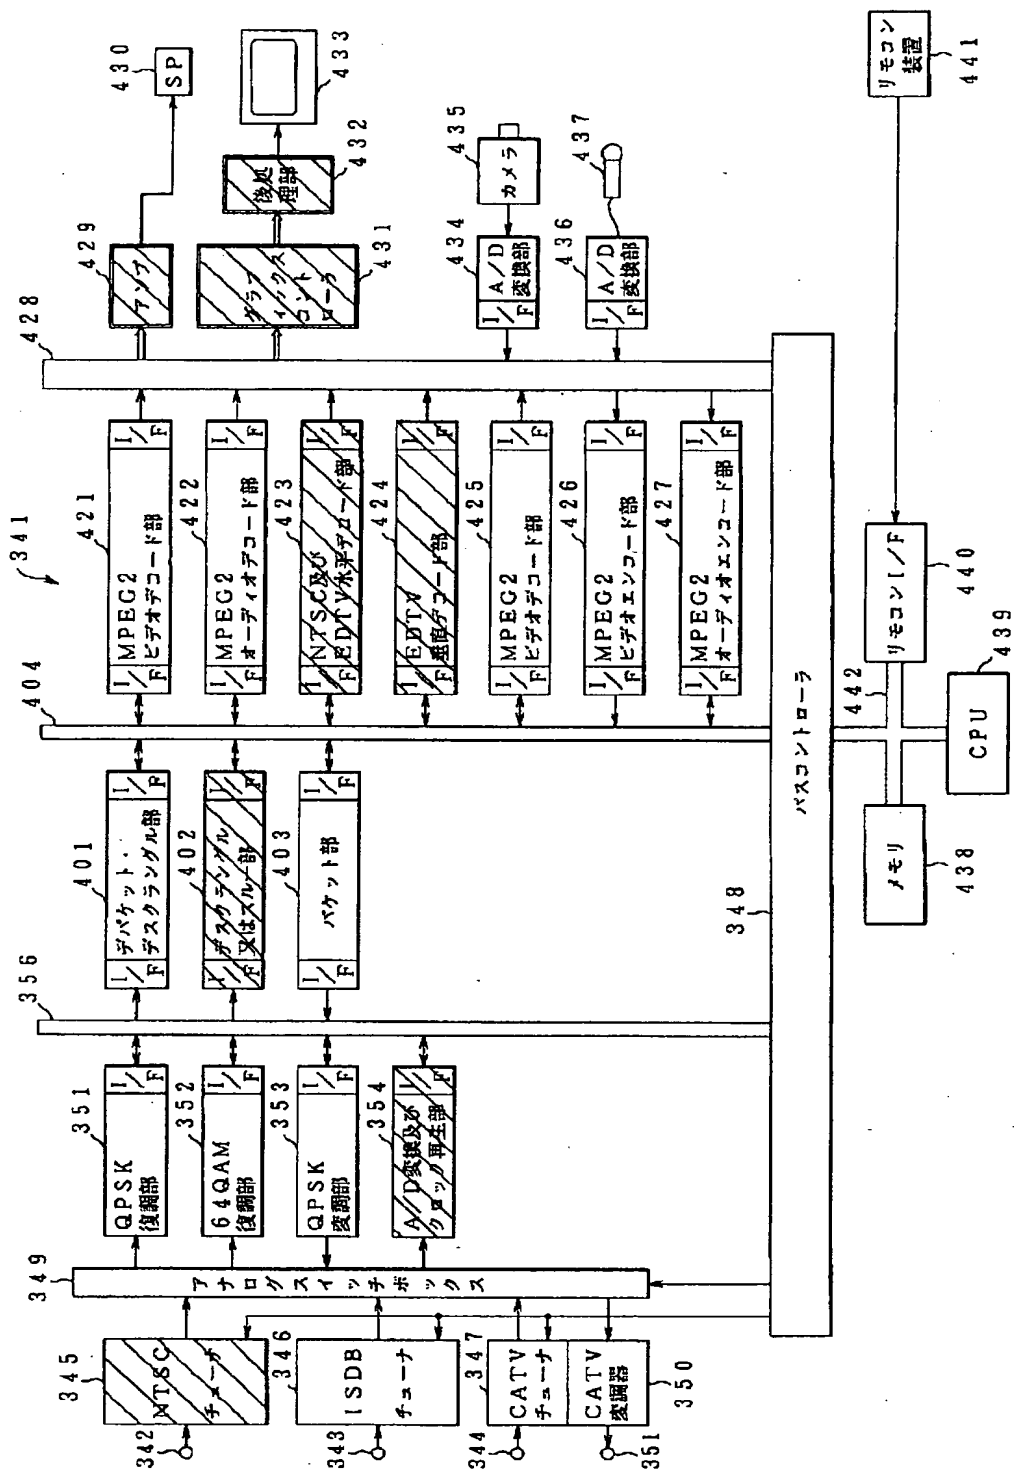 341
342
343
344
351
345
NTSC
チューナ
346
ISDB
チューナ
347
CATV
チューナ
CATV
変調器
350
349
アナログスイッチボックス
351
QPSK
復調部
I/F
352
64QAM
復調部
I/F
353
QPSK
変調部
I/F
354
A/D変換及び
クロック再生部
I/F
356
401
I/F
デパケット・
デスクランブル部
I/F
402
I/F
デスクランブル
又はスルー部
I/F
403
I/F
パケット部
I/F
404
421
I/F
MPEG2
ビデオデコード部
I/F
422
I/F
MPEG2
オーディオデコード部
I/F
423
I/F
NTSC及び
EDTV水平デコード部
I/F
424
I/F
EDTV
垂直デコード部
I/F
425
I/F
MPEG2
ビデオデコード部
I/F
426
I/F
MPEG2
ビデオエンコード部
I/F
427
I/F
MPEG2
オーディオエンコード部
I/F
428
429
アンプ
430
SP
431
グラフ
ィックス
コント
ローラ
432
後処
理部
433
434
I/F
A/D
変換部
435
カメラ
436
I/F
A/D
変換部
437
348
バスコントローラ
438
メモリ
439
CPU
442
440
リモコンI/F
441
リモコン
装置